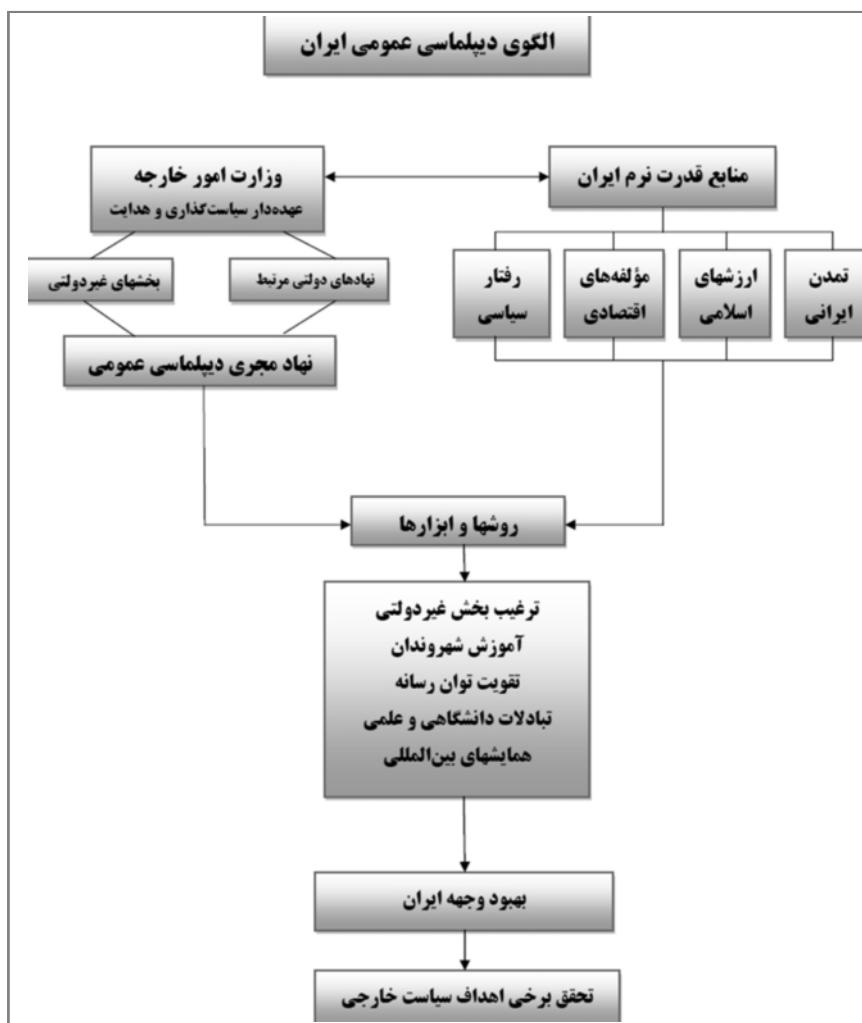 الگوی دیپلماسی عمومی ایران
منابع قدرت نرم ایران
وزارت امور خارجه
عهده‌دار سیاست‌گذاری و هدایت
تمدن
ایرانی
ارزشهای
اسلامی
مؤلفه‌های
اقتصادی
رفتار
سیاسی
نهادهای دولتی مرتبط
بخشهای غیردولتی
نهاد مجری دیپلماسی عمومی
روشها و ابزارها
ترغیب بخش غیردولتی
آموزش شهروندان
تقویت توان رسانه
تبادلات دانشگاهی و علمی
همایشهای بین‌المللی
بهبود وجهه ایران
تحقق برخی اهداف سیاست خارجی